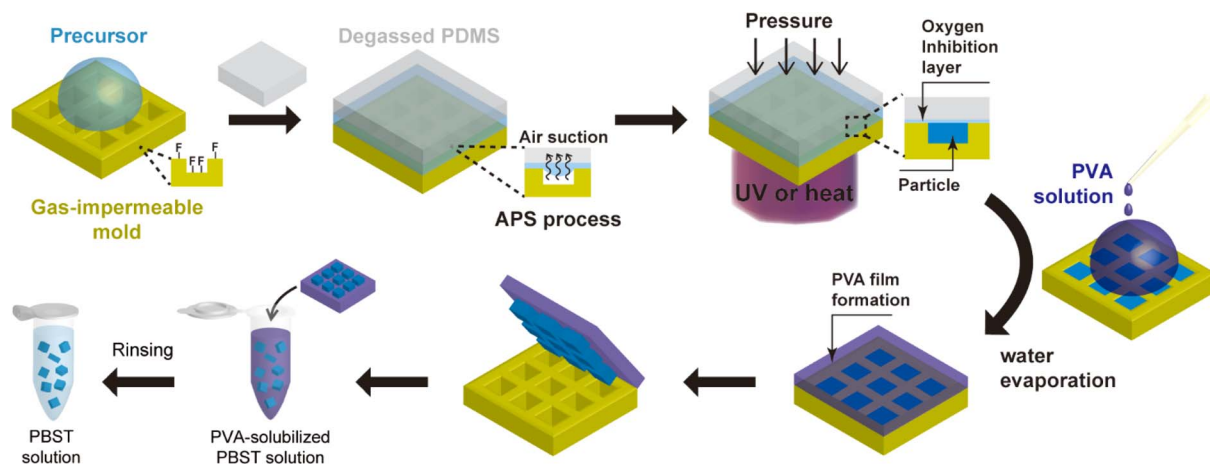 Precursor
F
FF
F
Gas-impermeable
mold
Degassed PDMS
Air suction
APS process
Pressure
Oxygen
Inhibition
layer
UV or heat
Particle
PVA
solution
water
evaporation
PVA film
formation
PVA-solubilized
PBST solution
Rinsing
PBST
solution